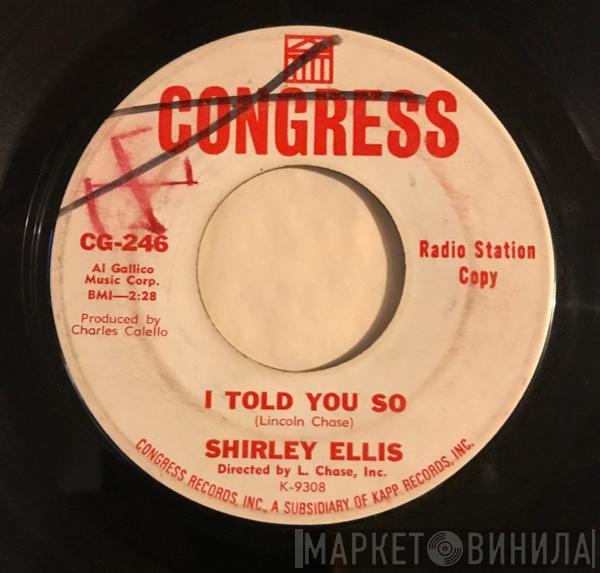 CONGRESS
CG-246
Al Gallico
Music Corp.
BMI—2:28
Produced by
Charles Calello
Radio Station
Copy
I TOLD YOU SO
(Lincoln Chase)
SHIRLEY ELLIS
Directed by L. Chase, Inc.
K-9308
CONGRESS RECORDS, INC., A SUBSIDIARY OF KAPP RECORDS, INC.
МАРКЕТ ВИНИЛА